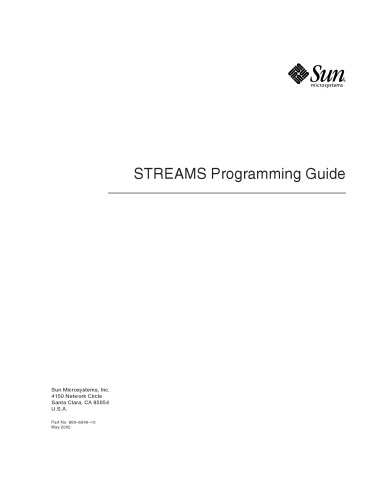 Sun
microsystems
STREAMS Programming Guide
Sun Microsystems, Inc.
4150 Network Circle
Santa Clara, CA 95054
U.S.A.
Part No: 806-6546-10
May 2002